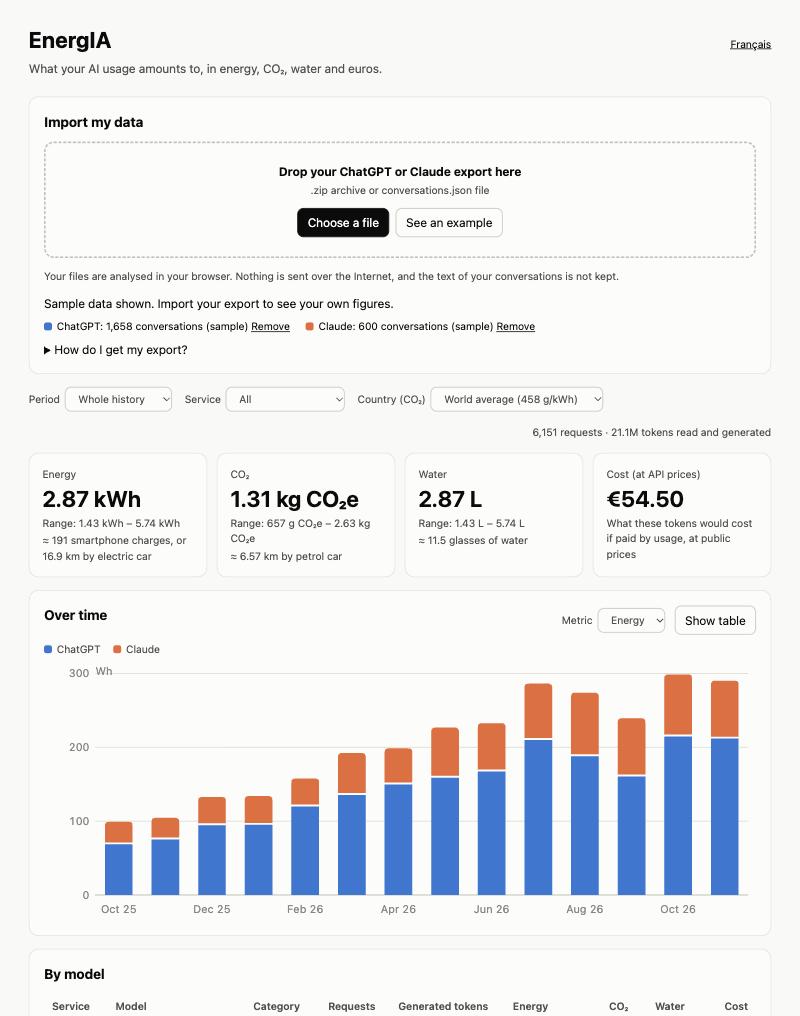 EnergIA
Français
What your AI usage amounts to, in energy, CO₂, water and euros.
Import my data
Drop your ChatGPT or Claude export here
.zip archive or conversations.json file
Choose a file
See an example
Your files are analysed in your browser. Nothing is sent over the Internet, and the text of your conversations is not kept.
Sample data shown. Import your export to see your own figures.
ChatGPT: 1,658 conversations (sample) Remove
Claude: 600 conversations (sample) Remove
How do I get my export?
Period Whole history
Service All
Country (CO₂) World average (458 g/kWh)
6,151 requests · 21.1M tokens read and generated
Energy
2.87 kWh
Range: 1.43 kWh – 5.74 kWh
≈ 191 smartphone charges, or
16.9 km by electric car
CO₂
1.31 kg CO₂e
Range: 657 g CO₂e – 2.63 kg
CO₂e
≈ 6.57 km by petrol car
Water
2.87 L
Range: 1.43 L – 5.74 L
≈ 11.5 glasses of water
Cost (at API prices)
€54.50
What these tokens would cost
if paid by usage, at public
prices
Over time
Metric Energy
Show table
ChatGPT
Claude
Wh
300
200
100
0
Oct 25
Dec 25
Feb 26
Apr 26
Jun 26
Aug 26
Oct 26
By model
Service
Model
Category
Requests
Generated tokens
Energy
CO₂
Water
Cost